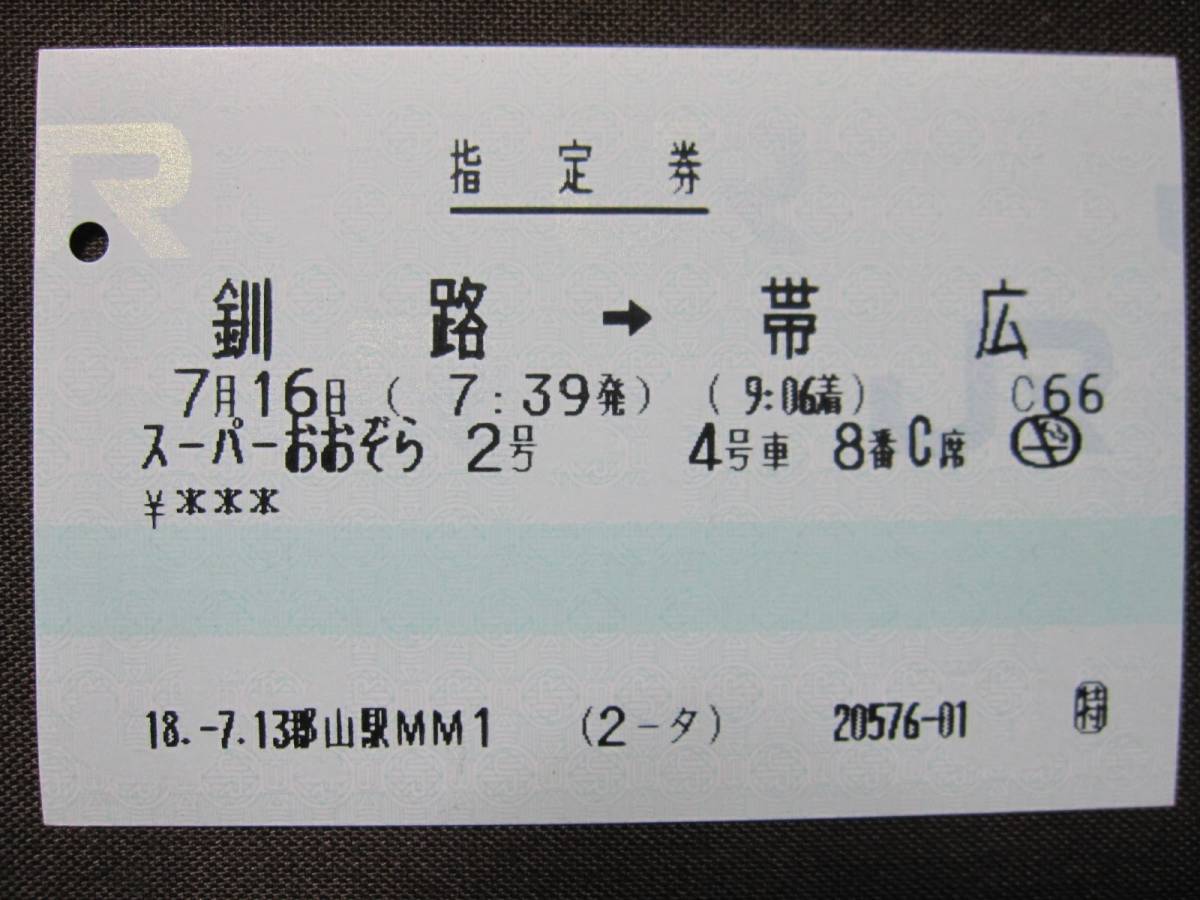 指定券
釧路→帯広
7月16日(7:39発)(9:06着) C66
スーパーおおぞら 2号 4号車 8番C席
¥***
18.-7.13郡山駅MM1 (2-タ) 20576-01 特
R
JR